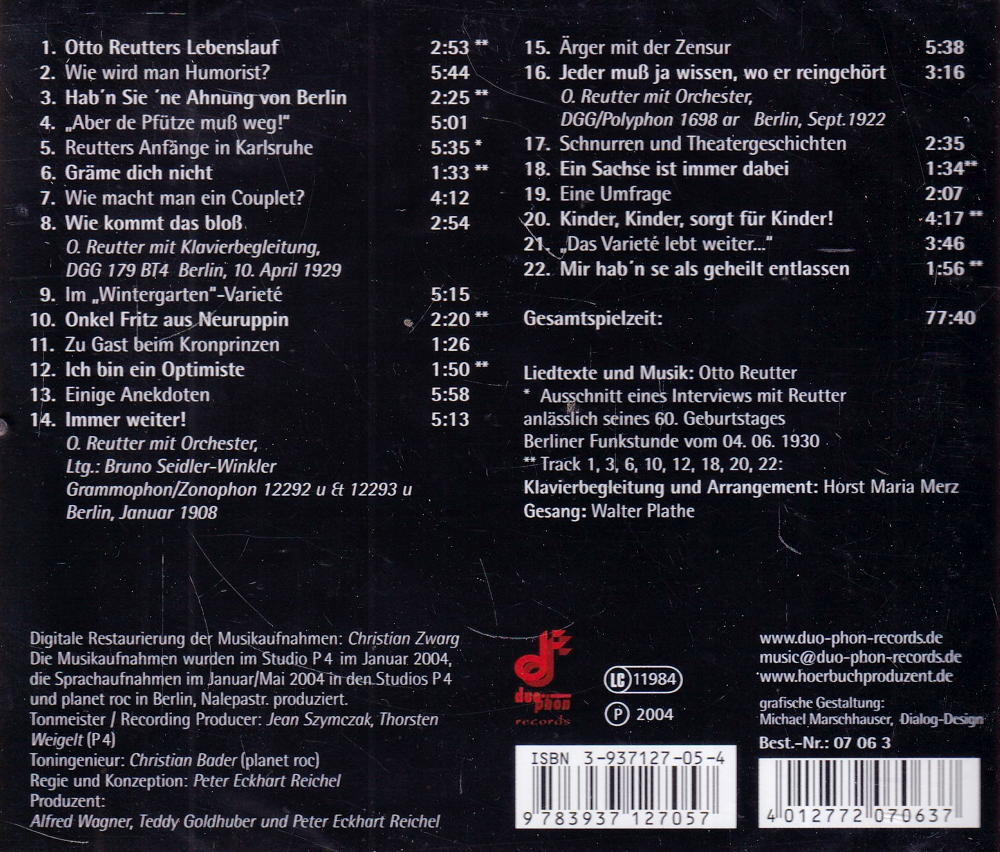 1. Otto Reutters Lebenslauf 2:53 **
2. Wie wird man Humorist? 5:44
3. Hab´n Sie ´ne Ahnung von Berlin 2:25 **
4. „Aber de Pfütze muß weg!“ 5:01
5. Reutters Anfänge in Karlsruhe 5:35 *
6. Gräme dich nicht 1:33 **
7. Wie macht man ein Couplet? 4:12
8. Wie kommt das bloß 2:54
O. Reutter mit Klavierbegleitung,
DGG 179 BT4 Berlin, 10. April 1929
9. Im „Wintergarten“-Varieté 5:15
10. Onkel Fritz aus Neuruppin 2:20 **
11. Zu Gast beim Kronprinzen 1:26
12. Ich bin ein Optimiste 1:50 **
13. Einige Anekdoten 5:58
14. Immer weiter! 5:13
O. Reutter mit Orchester,
Ltg.: Bruno Seidler-Winkler
Grammophon/Zonophon 12292 u & 12293 u
Berlin, Januar 1908
15. Ärger mit der Zensur 5:38
16. Jeder muß ja wissen, wo er reingehört 3:16
O. Reutter mit Orchester,
DGG/Polyphon 1698 ar Berlin, Sept.1922
17. Schnurren und Theatergeschichten 2:35
18. Ein Sachse ist immer dabei 1:34**
19. Eine Umfrage 2:07
20. Kinder, Kinder, sorgt für Kinder! 4:17 **
21. „Das Varieté lebt weiter...“ 3:46
22. Mir hab´n se als geheilt entlassen 1:56 **
Gesamtspielzeit: 77:40
Liedtexte und Musik: Otto Reutter
* Ausschnitt eines Interviews mit Reutter
anlässlich seines 60. Geburtstages
Berliner Funkstunde vom 04. 06. 1930
** Track 1, 3, 6, 10, 12, 18, 20, 22:
Klavierbegleitung und Arrangement: Horst Maria Merz
Gesang: Walter Plathe
Digitale Restaurierung der Musikaufnahmen: Christian Zwarg
Die Musikaufnahmen wurden im Studio P4 im Januar 2004,
die Sprachaufnahmen im Januar/Mai 2004 in den Studios P4
und planet roc in Berlin, Nalepastr. produziert.
Tonmeister / Recording Producer: Jean Szymczak, Thorsten
Weigelt (P4)
Toningenieur: Christian Bader (planet roc)
Regie und Konzeption: Peter Eckhart Reichel
Produzent:
Alfred Wagner, Teddy Goldhuber und Peter Eckhart Reichel
duo-phon
records
LC 11984
℗ 2004
ISBN 3-937127-05-4
9 783937 127057
www.duo-phon-records.de
music@duo-phon-records.de
www.hoerbuchproduzent.de
grafische Gestaltung:
Michael Marschhauser, Dialog-Design
Best.-Nr.: 07 06 3
4 012772 070637